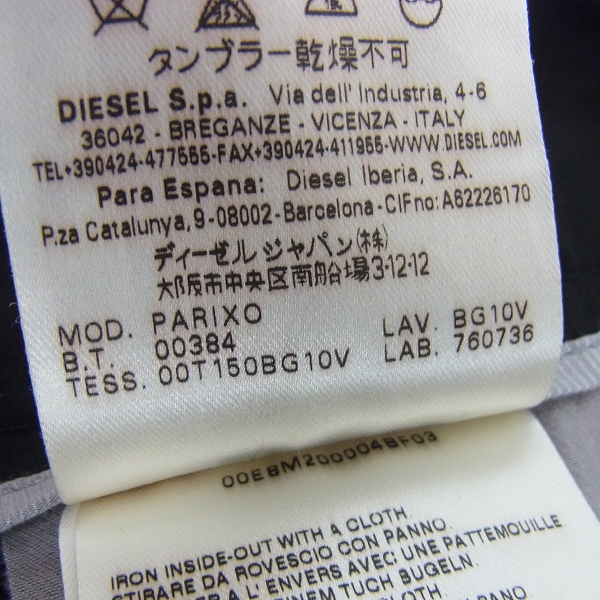 タンブラー乾燥不可
DIESEL S.p.a. Via dell' Industria, 4-6
36042 - BREGANZE - VICENZA - ITALY
TEL+390424-477555-FAX+390424-411955-WWW.DIESEL.COM
Para Espana: Diesel Iberia, S.A.
P.za Catalunya,9-08002-Barcelona-CIFno:A62226170
ディーゼル ジャパン(株)
大阪市中央区南船場3-12-12
MOD. PARIXO LAV. BG10V
B.T. 00384 LAB. 760736
TESS. 00T150BG10V
00EBM200004BF03
IRON INSIDE-OUT WITH A CLOTH.
STIRARE DA ROVESCIO CON PANNO.
A L'ENVERS AVEC UNE PATTEMOUILLE.
TUCH BUGELN.
CLOTH.
PANO.